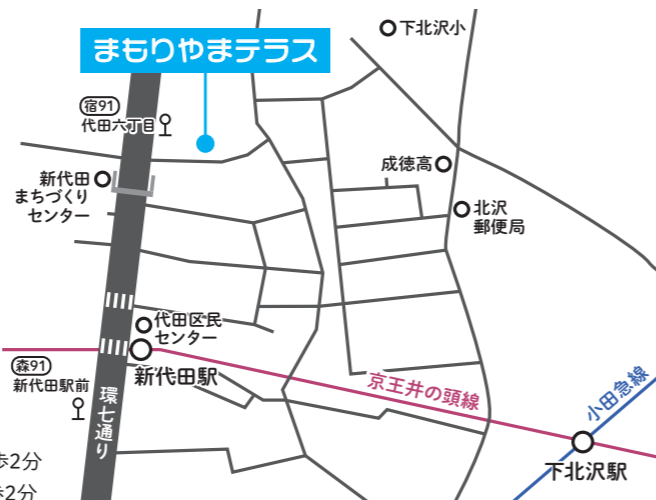 まもりやまテラス
下北沢小
宿91
代田六丁目
成徳高
新代田
まちづくり
センター
北沢
郵便局
代田区民
センター
森91
新代田駅前
新代田駅
京王井の頭線
小田急線
環七通り
下北沢駅
歩2分
歩2分